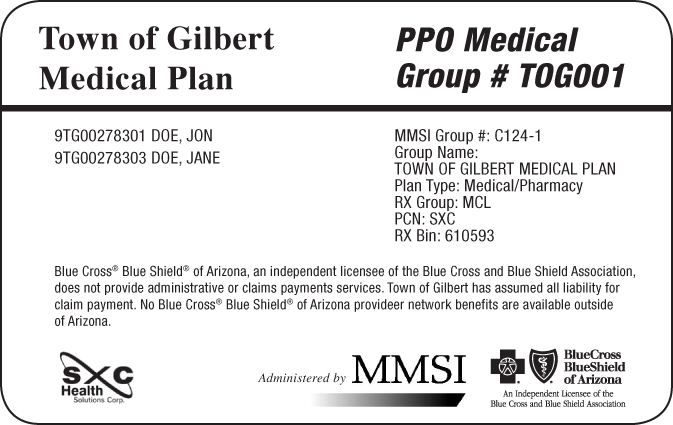 Town of Gilbert
Medical Plan
PPO Medical
Group # TOG001
9TG00278301 DOE, JON
9TG00278303 DOE, JANE
MMSI Group #: C124-1
Group Name:
TOWN OF GILBERT MEDICAL PLAN
Plan Type: Medical/Pharmacy
RX Group: MCL
PCN: SXC
RX Bin: 610593
Blue Cross® Blue Shield® of Arizona, an independent licensee of the Blue Cross and Blue Shield Association,
does not provide administrative or claims payments services. Town of Gilbert has assumed all liability for
claim payment. No Blue Cross® Blue Shield® of Arizona provideer network benefits are available outside
of Arizona.
SXC
Health
Solutions Corp.
Administered by MMSI
BlueCross
BlueShield
of Arizona
An Independent Licensee of the
Blue Cross and Blue Shield Association